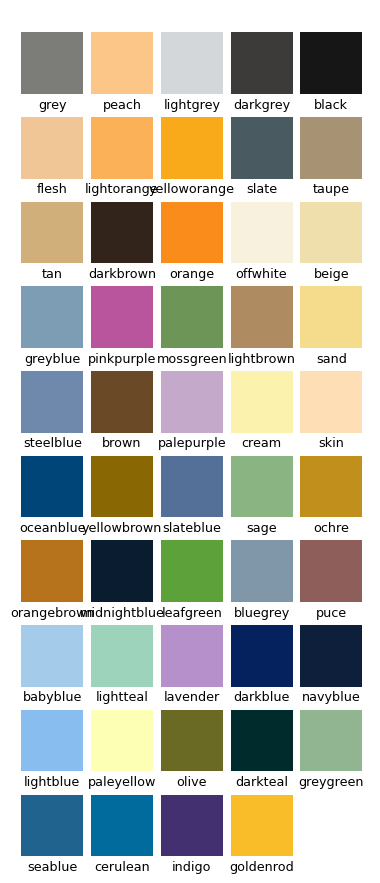 grey peach lightgrey darkgrey black
flesh lightorange yelloworange slate taupe
tan darkbrown orange offwhite beige
greyblue pinkpurple mossgreen lightbrown sand
steelblue brown palepurple cream skin
oceanblue yellowbrown slateblue sage ochre
orangebrown midnightblue leafgreen bluegrey puce
babyblue lightteal lavender darkblue navyblue
lightblue paleyellow olive darkteal greygreen
seablue cerulean indigo goldenrod